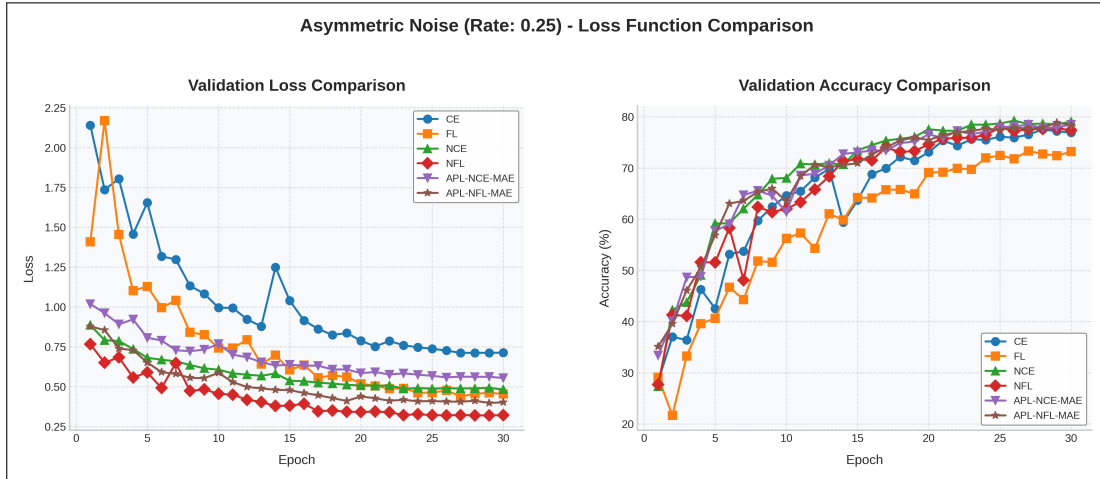 Asymmetric Noise (Rate: 0.25) - Loss Function Comparison
Validation Loss Comparison
2.25
2.00
1.75
1.50
1.25
1.00
0.75
0.50
0.25
Loss
0 5 10 15 20 25 30
Epoch
CE
FL
NCE
NFL
APL-NCE-MAE
APL-NFL-MAE
Validation Accuracy Comparison
80
70
60
50
40
30
20
Accuracy (%)
0 5 10 15 20 25 30
Epoch
CE
FL
NCE
NFL
APL-NCE-MAE
APL-NFL-MAE